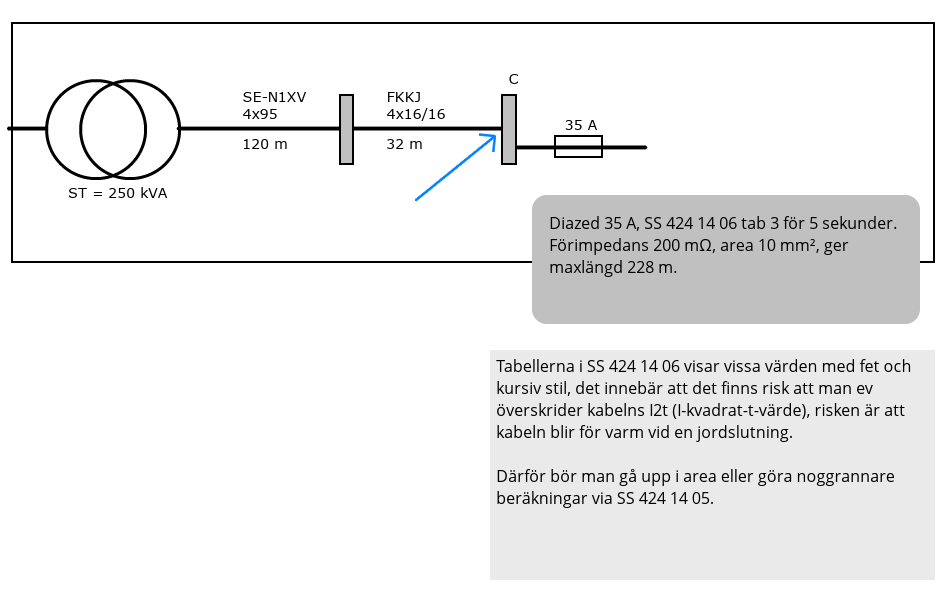 C
SE-N1XV
4x95
120 m
FKKJ
4x16/16
32 m
35 A
ST = 250 kVA
Diazed 35 A, SS 424 14 06 tab 3 för 5 sekunder.
Förimpedans 200 mΩ, area 10 mm², ger
maxlängd 228 m.
Tabellerna i SS 424 14 06 visar vissa värden med fet och
kursiv stil, det innebär att det finns risk att man ev
överskrider kabelns I2t (I-kvadrat-t-värde), risken är att
kabeln blir för varm vid en jordslutning.
Därför bör man gå upp i area eller göra noggrannare
beräkningar via SS 424 14 05.